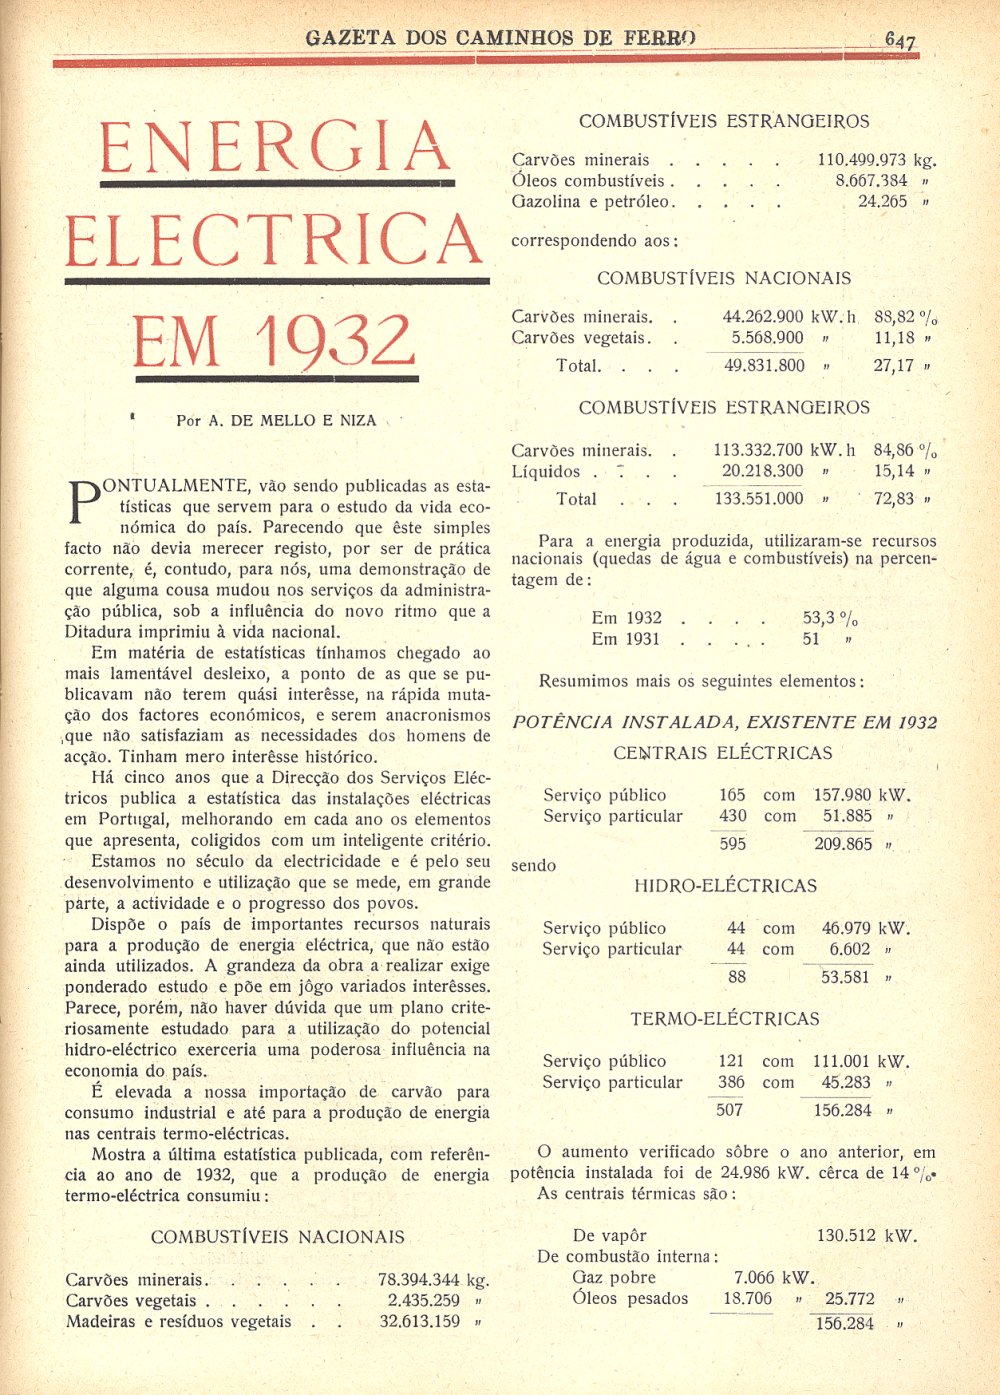 GAZETA DOS CAMINHOS DE FERRO 647
ENERGIA
ELECTRICA
EM 1932
Por A. DE MELLO E NIZA
PONTUALMENTE, vão sendo publicadas as esta-
tísticas que servem para o estudo da vida eco-
nómica do país. Parecendo que êste simples
facto não devia merecer registo, por ser de prática
corrente, é, contudo, para nós, uma demonstração de
que alguma cousa mudou nos serviços da administra-
ção pública, sob a influência do novo ritmo que a
Ditadura imprimiu à vida nacional.
Em matéria de estatísticas tínhamos chegado ao
mais lamentável desleixo, a ponto de as que se pu-
blicavam não terem quási interêsse, na rápida muta-
ção dos factores económicos, e serem anacronismos
que não satisfaziam as necessidades dos homens de
acção. Tinham mero interêsse histórico.
Há cinco anos que a Direcção dos Serviços Eléc-
tricos publica a estatística das instalações eléctricas
em Portugal, melhorando em cada ano os elementos
que apresenta, coligidos com um inteligente critério.
Estamos no século da electricidade e é pelo seu
desenvolvimento e utilização que se mede, em grande
parte, a actividade e o progresso dos povos.
Dispõe o país de importantes recursos naturais
para a produção de energia eléctrica, que não estão
ainda utilizados. A grandeza da obra a realizar exige
ponderado estudo e põe em jôgo variados interêsses.
Parece, porém, não haver dúvida que um plano crite-
riosamente estudado para a utilização do potencial
hidro-eléctrico exerceria uma poderosa influência na
economia do país.
É elevada a nossa importação de carvão para
consumo industrial e até para a produção de energia
nas centrais termo-eléctricas.
Mostra a última estatística publicada, com referên-
cia ao ano de 1932, que a produção de energia
termo-eléctrica consumiu:
COMBUSTÍVEIS NACIONAIS
Carvões minerais. . . . . . 78.394.344 kg.
Carvões vegetais . . . . . . 2.435.259 »
Madeiras e resíduos vegetais . . 32.613.159 »
COMBUSTÍVEIS ESTRANGEIROS
Carvões minerais . . . . . 110.499.973 kg.
Óleos combustíveis . . . . . 8.667.384 »
Gazolina e petróleo. . . . . 24.265 »
correspondendo aos:
COMBUSTÍVEIS NACIONAIS
Carvões minerais. . 44.262.900 kW.h 88,82 %
Carvões vegetais. . 5.568.900 » 11,18 »
Total. . . . 49.831.800 » 27,17 »
COMBUSTÍVEIS ESTRANGEIROS
Carvões minerais. . 113.332.700 kW.h 84,86 %
Líquidos . . . . 20.218.300 » 15,14 »
Total . . . 133.551.000 » 72,83 »
Para a energia produzida, utilizaram-se recursos
nacionais (quedas de água e combustíveis) na percen-
tagem de:
Em 1932 . . . . 53,3 %
Em 1931 . . . . . 51 »
Resumimos mais os seguintes elementos:
POTÊNCIA INSTALADA, EXISTENTE EM 1932
CENTRAIS ELÉCTRICAS
Serviço público 165 com 157.980 kW.
Serviço particular 430 com 51.885 »
595 209.865 »
sendo
HIDRO-ELÉCTRICAS
Serviço público 44 com 46.979 kW.
Serviço particular 44 com 6.602 »
88 53.581 »
TERMO-ELÉCTRICAS
Serviço público 121 com 111.001 kW.
Serviço particular 386 com 45.283 »
507 156.284 »
O aumento verificado sôbre o ano anterior, em
potência instalada foi de 24.986 kW. cêrca de 14 %.
As centrais térmicas são:
De vapôr 130.512 kW.
De combustão interna:
Gaz pobre 7.066 kW.
Óleos pesados 18.706 » 25.772 »
156.284 »